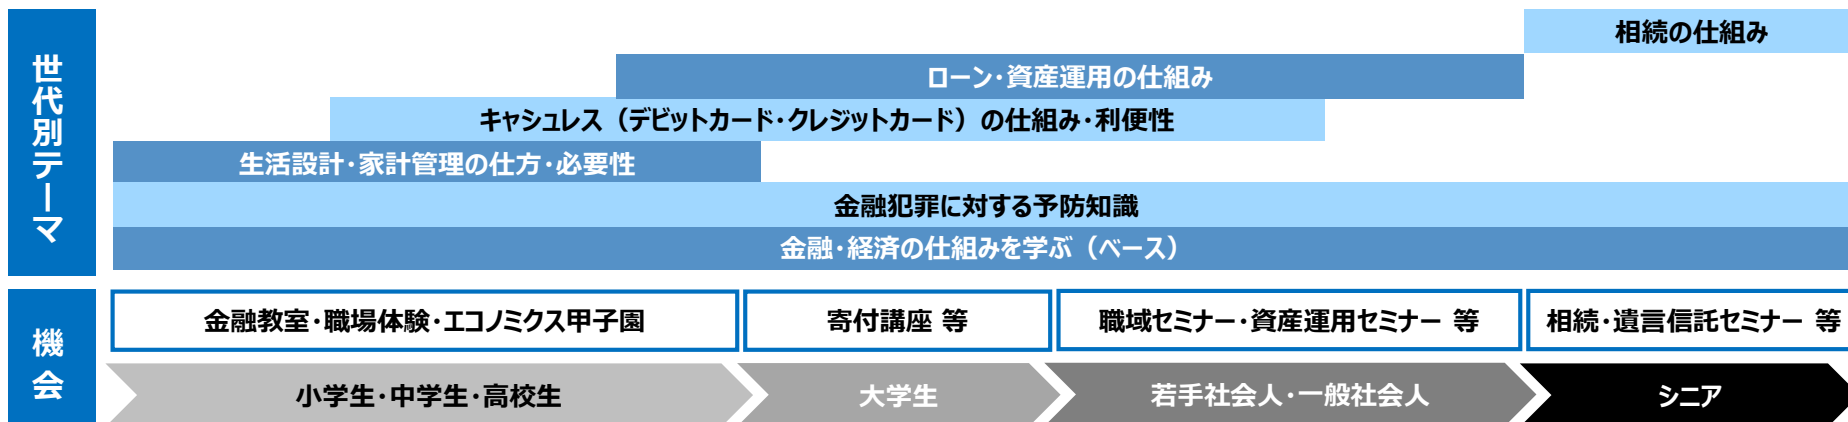 世代別テーマ
相続の仕組み
ローン・資産運用の仕組み
キャシュレス（デビットカード・クレジットカード）の仕組み・利便性
生活設計・家計管理の仕方・必要性
金融犯罪に対する予防知識
金融・経済の仕組みを学ぶ（ベース）
機会
金融教室・職場体験・エコノミクス甲子園
寄付講座 等
職域セミナー・資産運用セミナー 等
相続・遺言信託セミナー 等
小学生・中学生・高校生
大学生
若手社会人・一般社会人
シニア